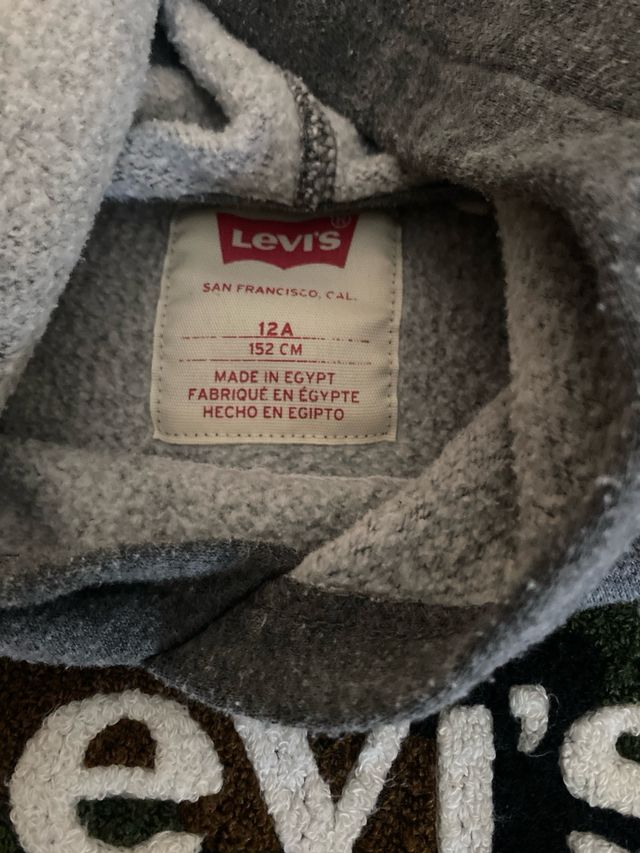 Levi's®
SAN FRANCISCO, CAL.
12A
152 CM
MADE IN EGYPT
FABRIQUÉ EN ÉGYPTE
HECHO EN EGIPTO
evi's